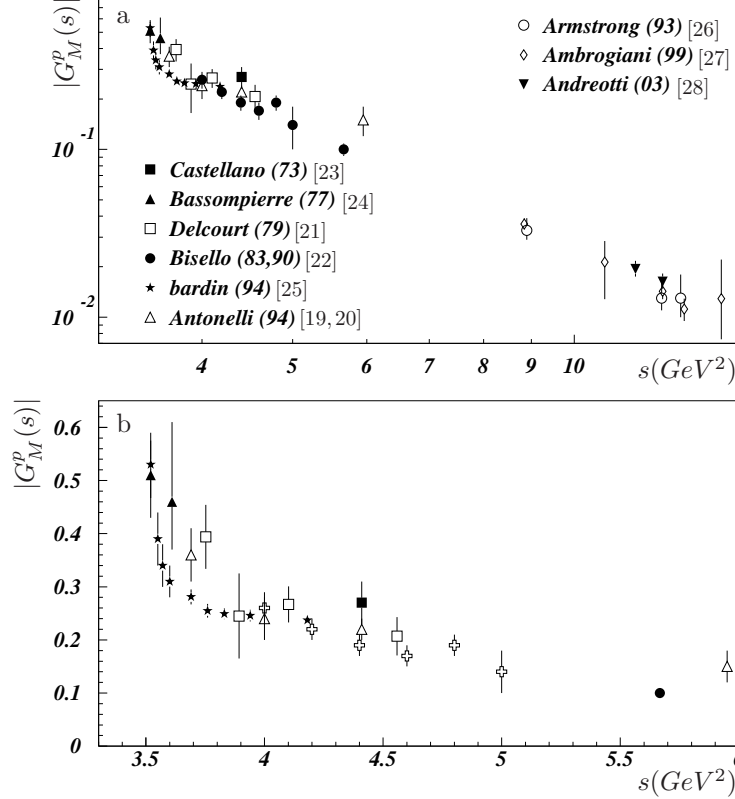 a
|G^p_M(s)|
Armstrong (93) [26]
Ambrogiani (99) [27]
Andreotti (03) [28]
10 -1
Castellano (73) [23]
Bassompierre (77) [24]
Delcourt (79) [21]
Bisello (83,90) [22]
bardin (94) [25]
Antonelli (94) [19, 20]
10 -2
4 5 6 7 8 9 10
s(GeV^2)
b
|G^p_M(s)|
0.6
0.5
0.4
0.3
0.2
0.1
0
3.5 4 4.5 5 5.5
s(GeV^2)